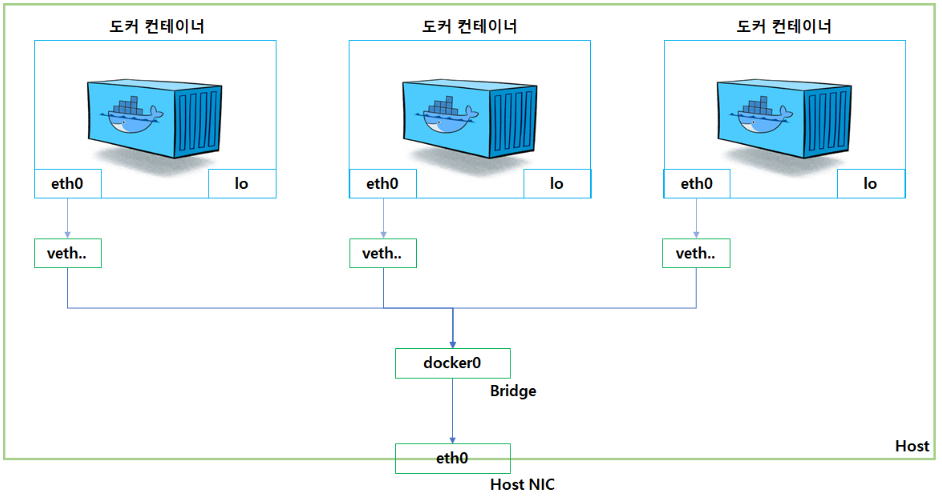 도커 컨테이너
도커 컨테이너
도커 컨테이너
eth0
lo
eth0
lo
eth0
lo
veth..
veth..
veth..
docker0
Bridge
Host
eth0
Host NIC